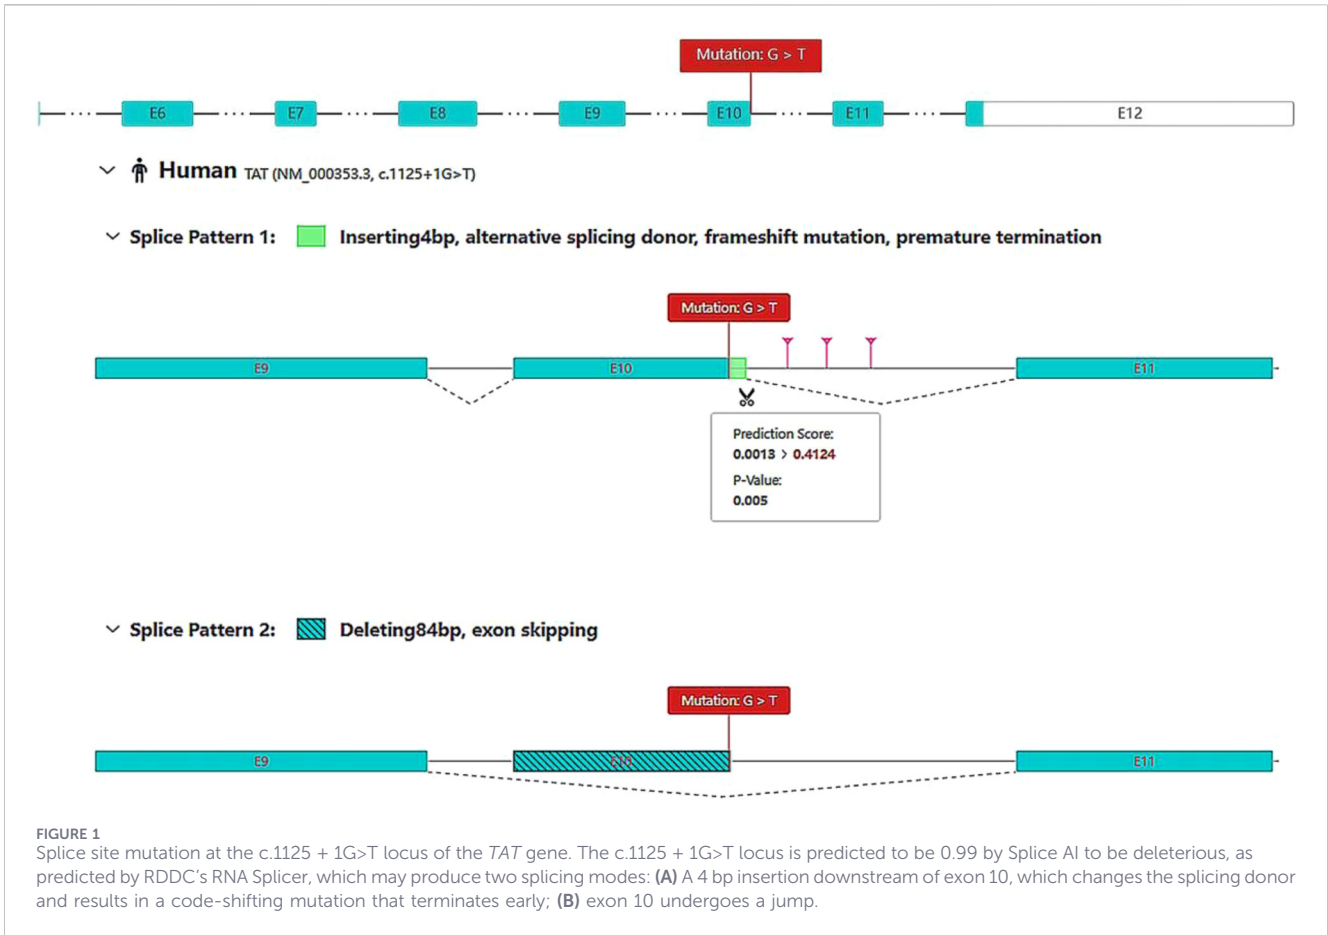 Mutation: G > T
E6 E7 E8 E9 E10 E11 E12
Human TAT (NM_000353.3, c.1125+1G>T)
Splice Pattern 1: Inserting4bp, alternative splicing donor, frameshift mutation, premature termination
Mutation: G > T
E9 E10 E11
Prediction Score:
0.0013 > 0.4124
P-Value:
0.005
Splice Pattern 2: Deleting84bp, exon skipping
Mutation: G > T
E9 E10 E11
FIGURE 1
Splice site mutation at the c.1125 + 1G>T locus of the TAT gene. The c.1125 + 1G>T locus is predicted to be 0.99 by Splice AI to be deleterious, as
predicted by RDDC's RNA Splicer, which may produce two splicing modes: (A) A 4 bp insertion downstream of exon 10, which changes the splicing donor
and results in a code-shifting mutation that terminates early; (B) exon 10 undergoes a jump.